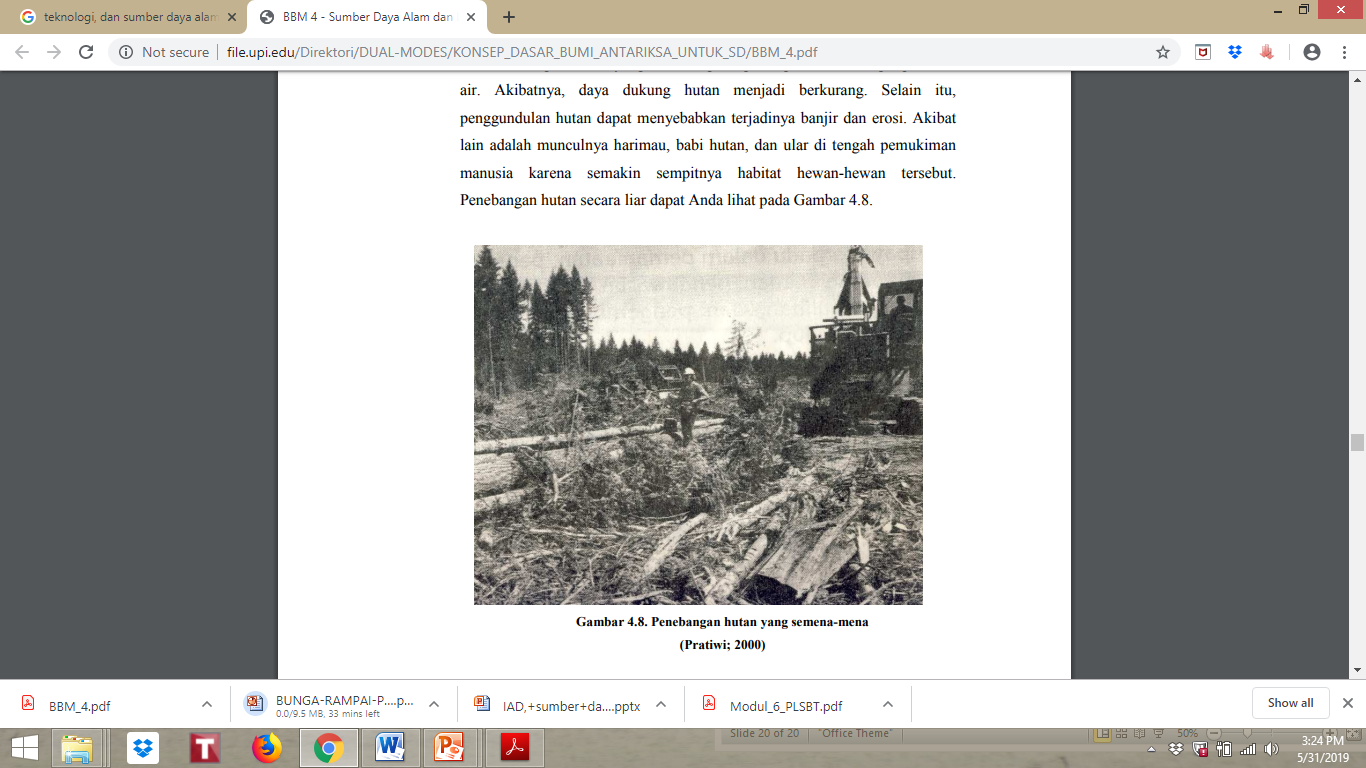 teknologi, dan sumber daya alam
BBM 4 - Sumber Daya Alam dan
Not secure
file.upi.edu/Direktori/DUAL-MODES/KONSEP_DASAR_BUMI_ANTARIKSA_UNTUK_SD/BBM_4.pdf
air. Akibatnya, daya dukung hutan menjadi berkurang. Selain itu,
penggundulan hutan dapat menyebabkan terjadinya banjir dan erosi. Akibat
lain adalah munculnya harimau, babi hutan, dan ular di tengah pemukiman
manusia karena semakin sempitnya habitat hewan-hewan tersebut.
Penebangan hutan secara liar dapat Anda lihat pada Gambar 4.8.
Gambar 4.8. Penebangan hutan yang semena-mena
(Pratiwi; 2000)
BBM_4.pdf
BUNGA-RAMPAI-P....p...
0.0/9.5 MB, 33 mins left
IAD,+sumber+da....pptx
Modul_6_PLSBT.pdf
Show all
Slide 20 of 20
"Office Theme"
50%
3:24 PM
5/31/2019